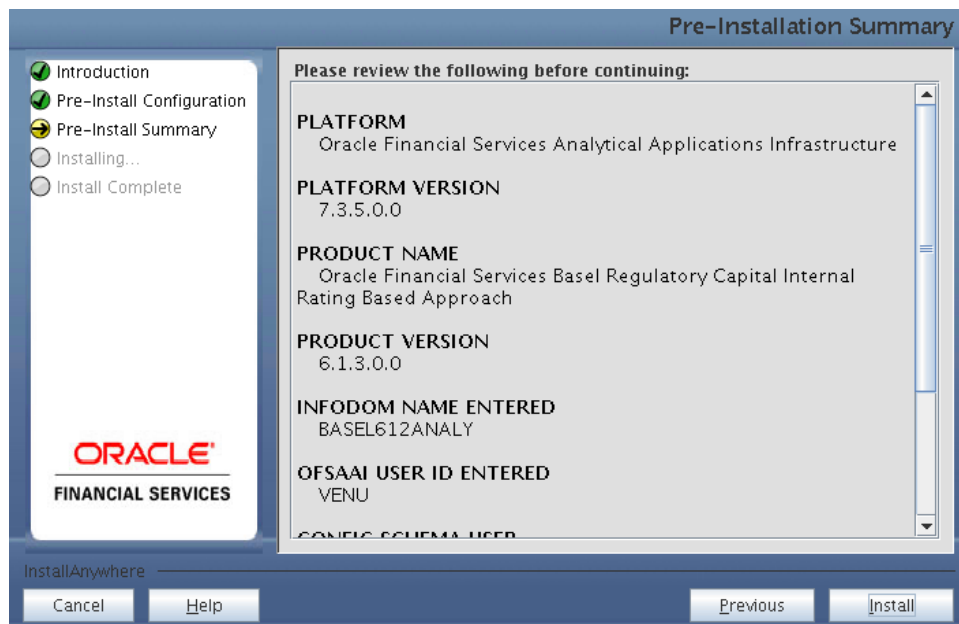 Pre-Installation Summary
Introduction
Pre-Install Configuration
Pre-Install Summary
Installing...
Install Complete
ORACLE
FINANCIAL SERVICES
Please review the following before continuing:
PLATFORM
Oracle Financial Services Analytical Applications Infrastructure
PLATFORM VERSION
7.3.5.0.0
PRODUCT NAME
Oracle Financial Services Basel Regulatory Capital Internal
Rating Based Approach
PRODUCT VERSION
6.1.3.0.0
INFODOM NAME ENTERED
BASEL612ANALY
OFSAAI USER ID ENTERED
VENU
CONFIG SCHEMA USER
InstallAnywhere
Cancel
Help
Previous
Install